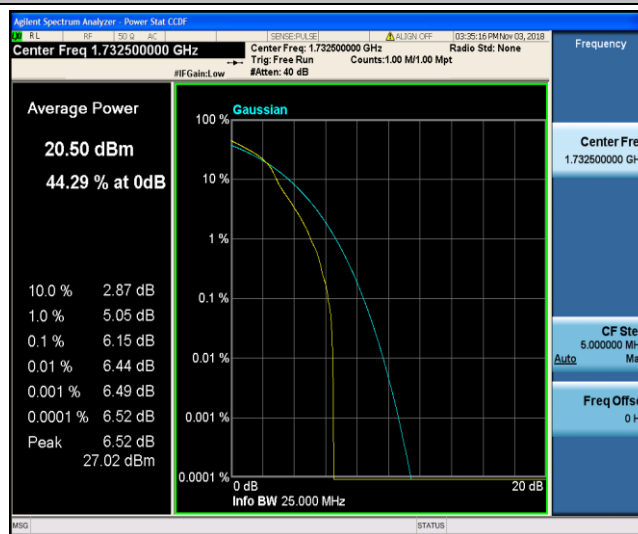 Agilent Spectrum Analyzer - Power Stat CCDF
RL RF 50 Ω AC SENSE:PULSE ALIGN OFF 03:35:16 PM Nov 03, 2018
Center Freq 1.732500000 GHz Center Freq: 1.732500000 GHz Radio Std: None
Trig: Free Run Counts:1.00 M/1.00 Mpt
#IFGain:Low #Atten: 40 dB
Frequency
Average Power
20.50 dBm
44.29 % at 0dB
10.0 % 2.87 dB
1.0 % 5.05 dB
0.1 % 6.15 dB
0.01 % 6.44 dB
0.001 % 6.49 dB
0.0001 % 6.52 dB
Peak 6.52 dB
27.02 dBm
Gaussian
100 %
10 %
1 %
0.1 %
0.01 %
0.001 %
0.0001 %
0 dB 20 dB
Info BW 25.000 MHz
Center Fre
1.732500000 GH
CF Ste
5.000000 MH
Auto Ma
Freq Offse
0 H
MSG STATUS